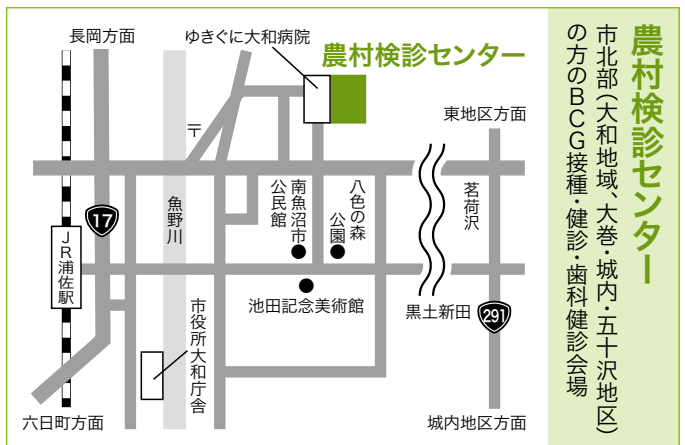 農村検診センター
市北部(大和地域、大巻・城内・五十沢地区)
の方のBCG接種・健診・歯科健診会場
長岡方面
ゆきぐに大和病院
農村検診センター
東地区方面
〒
17
JR浦佐駅
魚野川
南魚沼市
公民館
八色の森
公園
茗荷沢
池田記念美術館
黒土新田
291
市役所大和庁舎
六日町方面
城内地区方面